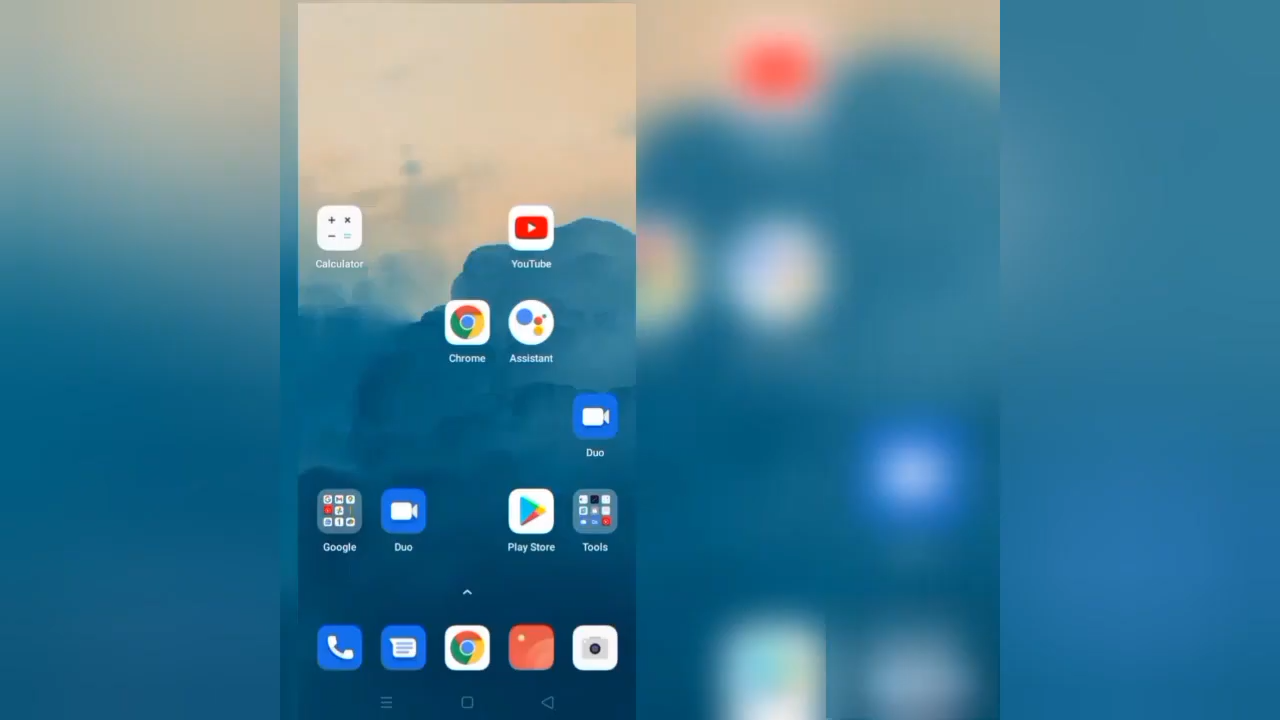 Calculator
YouTube
Chrome
Assistant
Duo
Google
Duo
Play Store
Tools